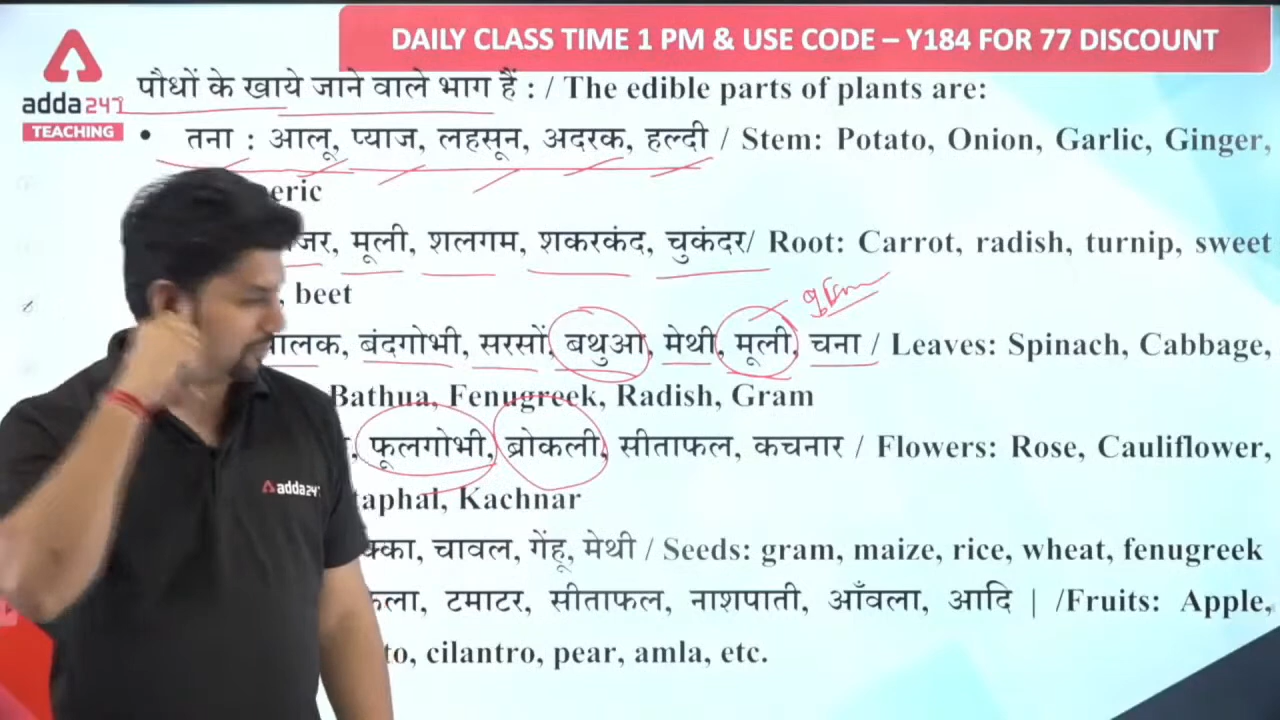 DAILY CLASS TIME 1 PM & USE CODE – Y184 FOR 77 DISCOUNT
adda247
TEACHING
पौधों के खाये जाने वाले भाग हैं : / The edible parts of plants are:
• तना : आलू, प्याज, लहसून, अदरक, हल्दी / Stem: Potato, Onion, Garlic, Ginger,
eric
जर, मूली, शलगम, शकरकंद, चुकंदर/ Root: Carrot, radish, turnip, sweet
, beet
ालक, बंदगोभी, सरसों, बथुआ, मेथी, मूली, चना / Leaves: Spinach, Cabbage,
Bathua, Fenugreek, Radish, Gram
, फूलगोभी, ब्रोकली, सीताफल, कचनार / Flowers: Rose, Cauliflower,
taphal, Kachnar
क्का, चावल, गेंहू, मेथी / Seeds: gram, maize, rice, wheat, fenugreek
केला, टमाटर, सीताफल, नाशपाती, आँवला, आदि | /Fruits: Apple,
to, cilantro, pear, amla, etc.
adda247